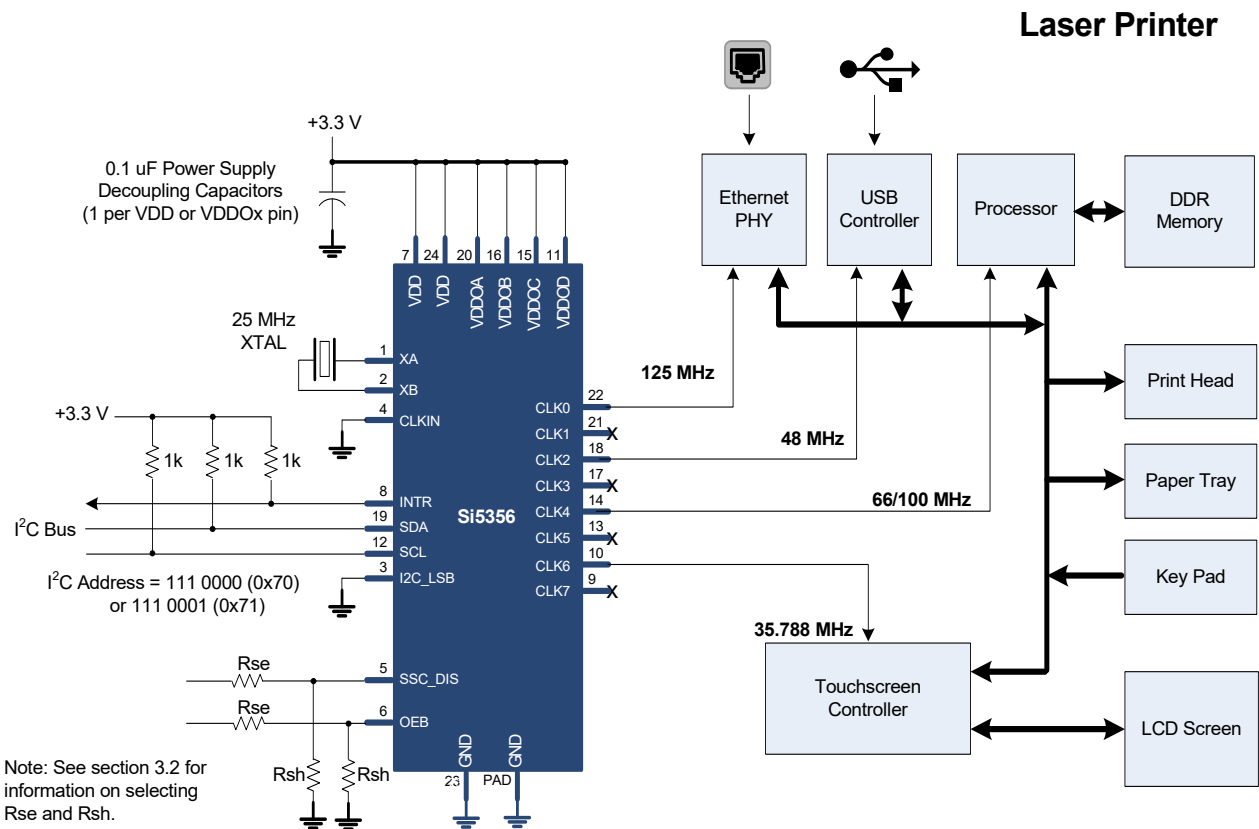 Laser Printer
+3.3 V
0.1 uF Power Supply
Decoupling Capacitors
(1 per VDD or VDDOx pin)
7
24
20
16
15
11
VDD
VDD
VDDOA
VDDOB
VDDOC
VDDOD
Ethernet
PHY
USB
Controller
Processor
DDR
Memory
25 MHz
XTAL
1
XA
2
XB
4
CLKIN
+3.3 V
1k
1k
1k
8
INTR
19
SDA
12
SCL
3
I2C_LSB
I²C Bus
I²C Address = 111 0000 (0x70)
or 111 0001 (0x71)
Si5356
CLK0
22
CLK1
21
X
CLK2
18
CLK3
17
X
CLK4
14
CLK5
13
X
CLK6
10
CLK7
9
X
125 MHz
48 MHz
66/100 MHz
35.788 MHz
Print Head
Paper Tray
Key Pad
Touchscreen
Controller
LCD Screen
Rse
5
SSC_DIS
Rse
6
OEB
Rsh
Rsh
GND
GND
23
PAD
Note: See section 3.2 for
information on selecting
Rse and Rsh.